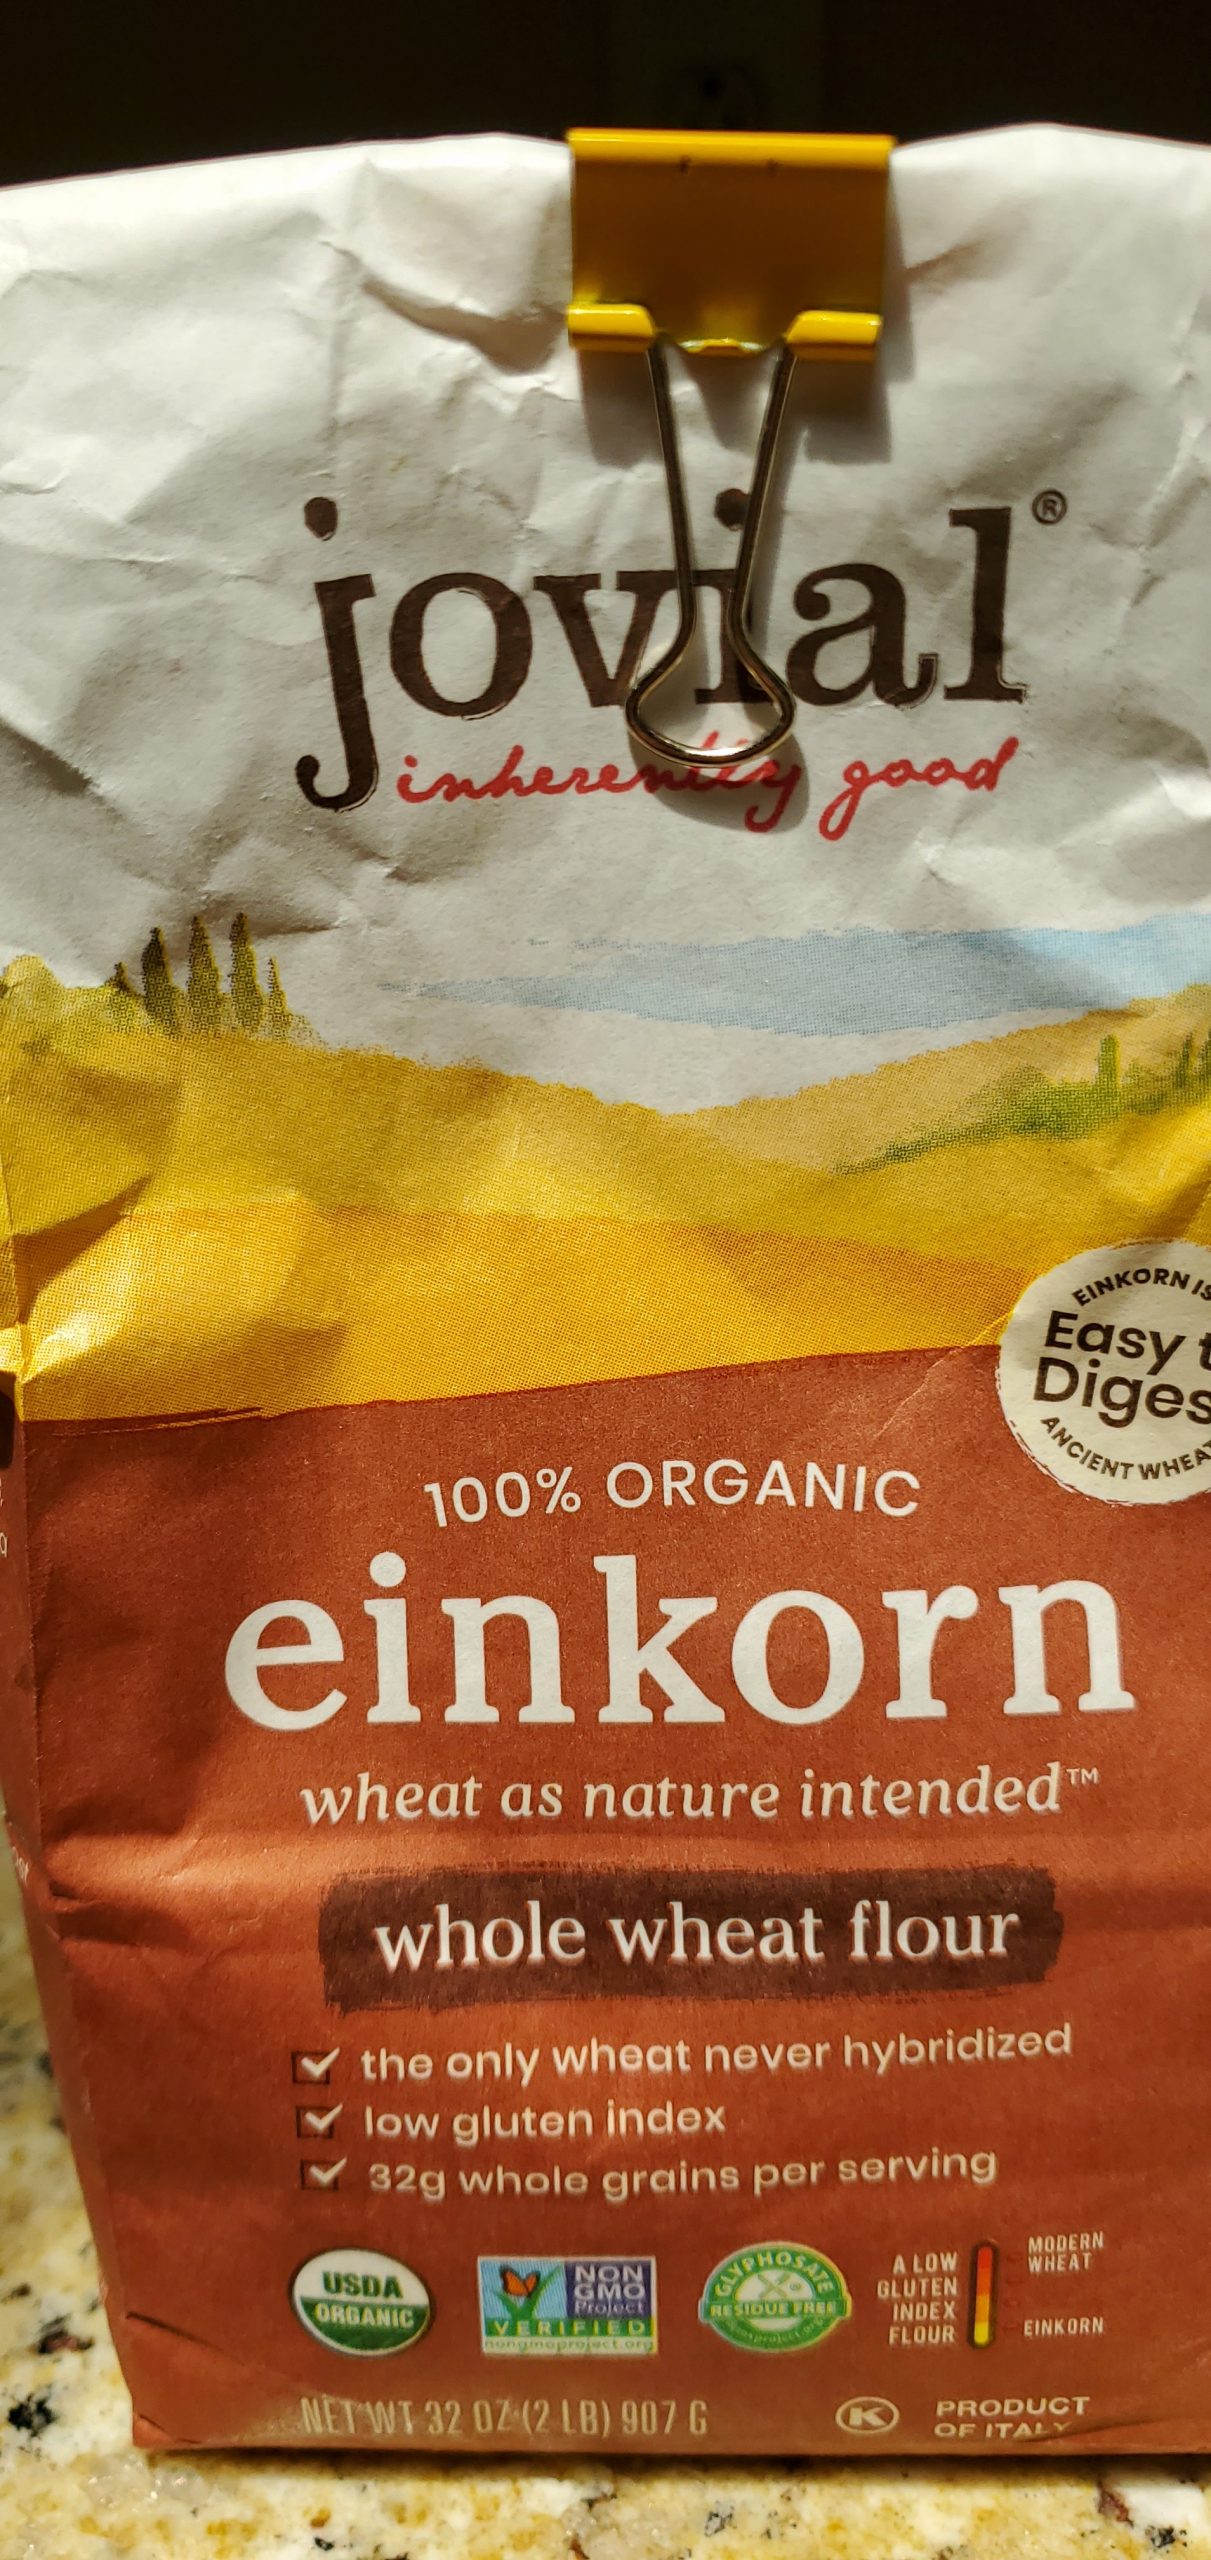 jovial®
inherently good
EINKORN IS
Easy t
Diges
ANCIENT WHEAT
100% ORGANIC
einkorn
wheat as nature intended™
whole wheat flour
the only wheat never hybridized
low gluten index
32g whole grains per serving
USDA
ORGANIC
NON
GMO
Project
VERIFIED
nongmoproject.org
GLYPHOSATE
RESIDUE FREE
A LOW
GLUTEN
INDEX
FLOUR
MODERN
WHEAT
EINKORN
NET WT 32 OZ (2 LB) 907 G
K
PRODUCT
OF ITALY